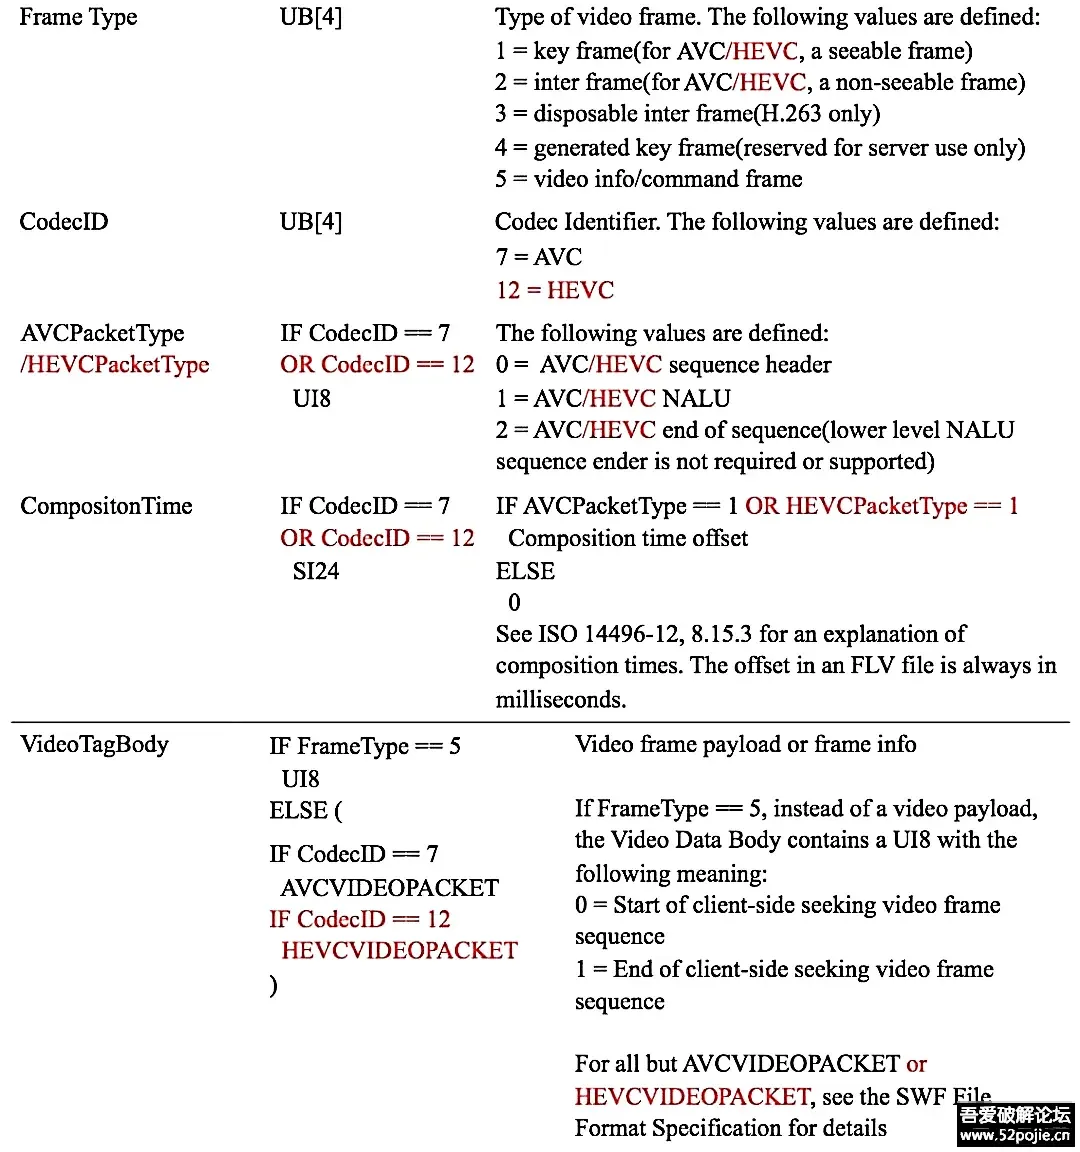 Frame Type UB[4] Type of video frame. The following values are defined:
1 = key frame(for AVC/HEVC, a seeable frame)
2 = inter frame(for AVC/HEVC, a non-seeable frame)
3 = disposable inter frame(H.263 only)
4 = generated key frame(reserved for server use only)
5 = video info/command frame
CodecID UB[4] Codec Identifier. The following values are defined:
7 = AVC
12 = HEVC
AVCPacketType IF CodecID == 7 The following values are defined:
/HEVCPacketType OR CodecID == 12 0 = AVC/HEVC sequence header
UI8 1 = AVC/HEVC NALU
2 = AVC/HEVC end of sequence(lower level NALU
sequence ender is not required or supported)
CompositonTime IF CodecID == 7 IF AVCPacketType == 1 OR HEVCPacketType == 1
OR CodecID == 12 Composition time offset
SI24 ELSE
0
See ISO 14496-12, 8.15.3 for an explanation of
composition times. The offset in an FLV file is always in
milliseconds.
VideoTagBody IF FrameType == 5 Video frame payload or frame info
UI8
ELSE ( If FrameType == 5, instead of a video payload,
the Video Data Body contains a UI8 with the
IF CodecID == 7 following meaning:
AVCVIDEOPACKET 0 = Start of client-side seeking video frame
IF CodecID == 12 sequence
HEVCVIDEOPACKET 1 = End of client-side seeking video frame
) sequence
For all but AVCVIDEOPACKET or
HEVCVIDEOPACKET, see the SWF File
Format Specification for details
吾爱破解论坛
www.52pojie.cn